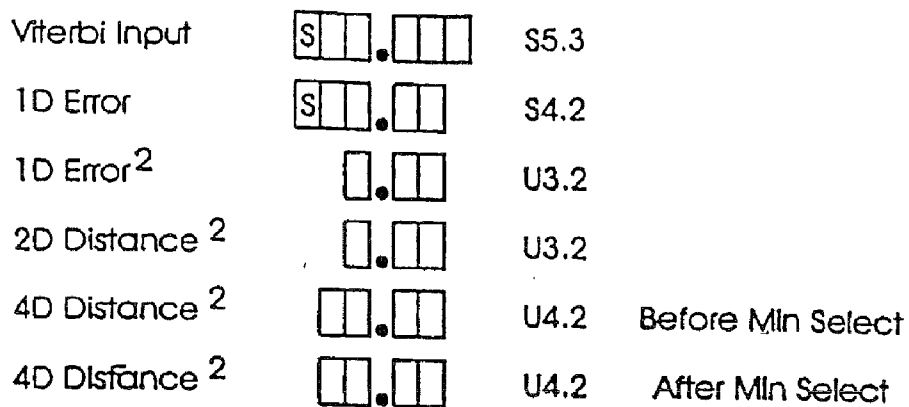 Viterbi Input S S5.3
1D Error S S4.2
1D Error2 U3.2
2D Distance 2 U3.2
4D Distance 2 U4.2 Before Min Select
4D Distance 2 U4.2 After Min Select